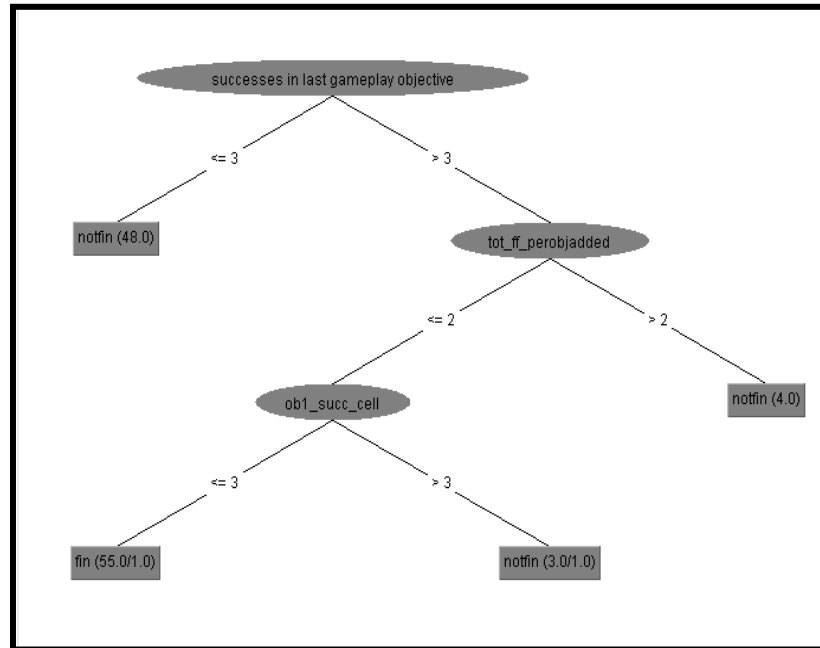 successes in last gameplay objective
<= 3
> 3
notfin (48.0)
tot_ff_perobjadded
<= 2
> 2
ob1_succ_cell
notfin (4.0)
<= 3
> 3
fin (55.0/1.0)
notfin (3.0/1.0)